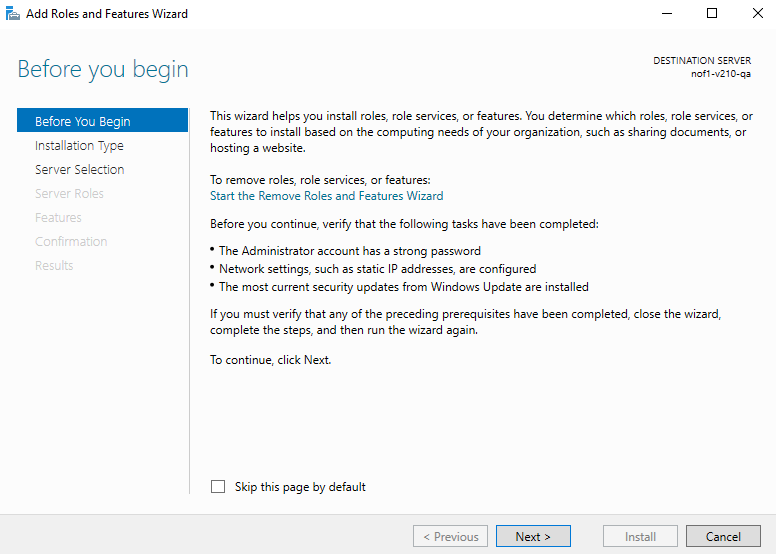 Add Roles and Features Wizard
Before you begin
DESTINATION SERVER
nof1-v210-qa
Before You Begin
Installation Type
Server Selection
Server Roles
Features
Confirmation
Results
This wizard helps you install roles, role services, or features. You determine which roles, role services, or
features to install based on the computing needs of your organization, such as sharing documents, or
hosting a website.
To remove roles, role services, or features:
Start the Remove Roles and Features Wizard
Before you continue, verify that the following tasks have been completed:
• The Administrator account has a strong password
• Network settings, such as static IP addresses, are configured
• The most current security updates from Windows Update are installed
If you must verify that any of the preceding prerequisites have been completed, close the wizard,
complete the steps, and then run the wizard again.
To continue, click Next.
Skip this page by default
< Previous
Next >
Install
Cancel